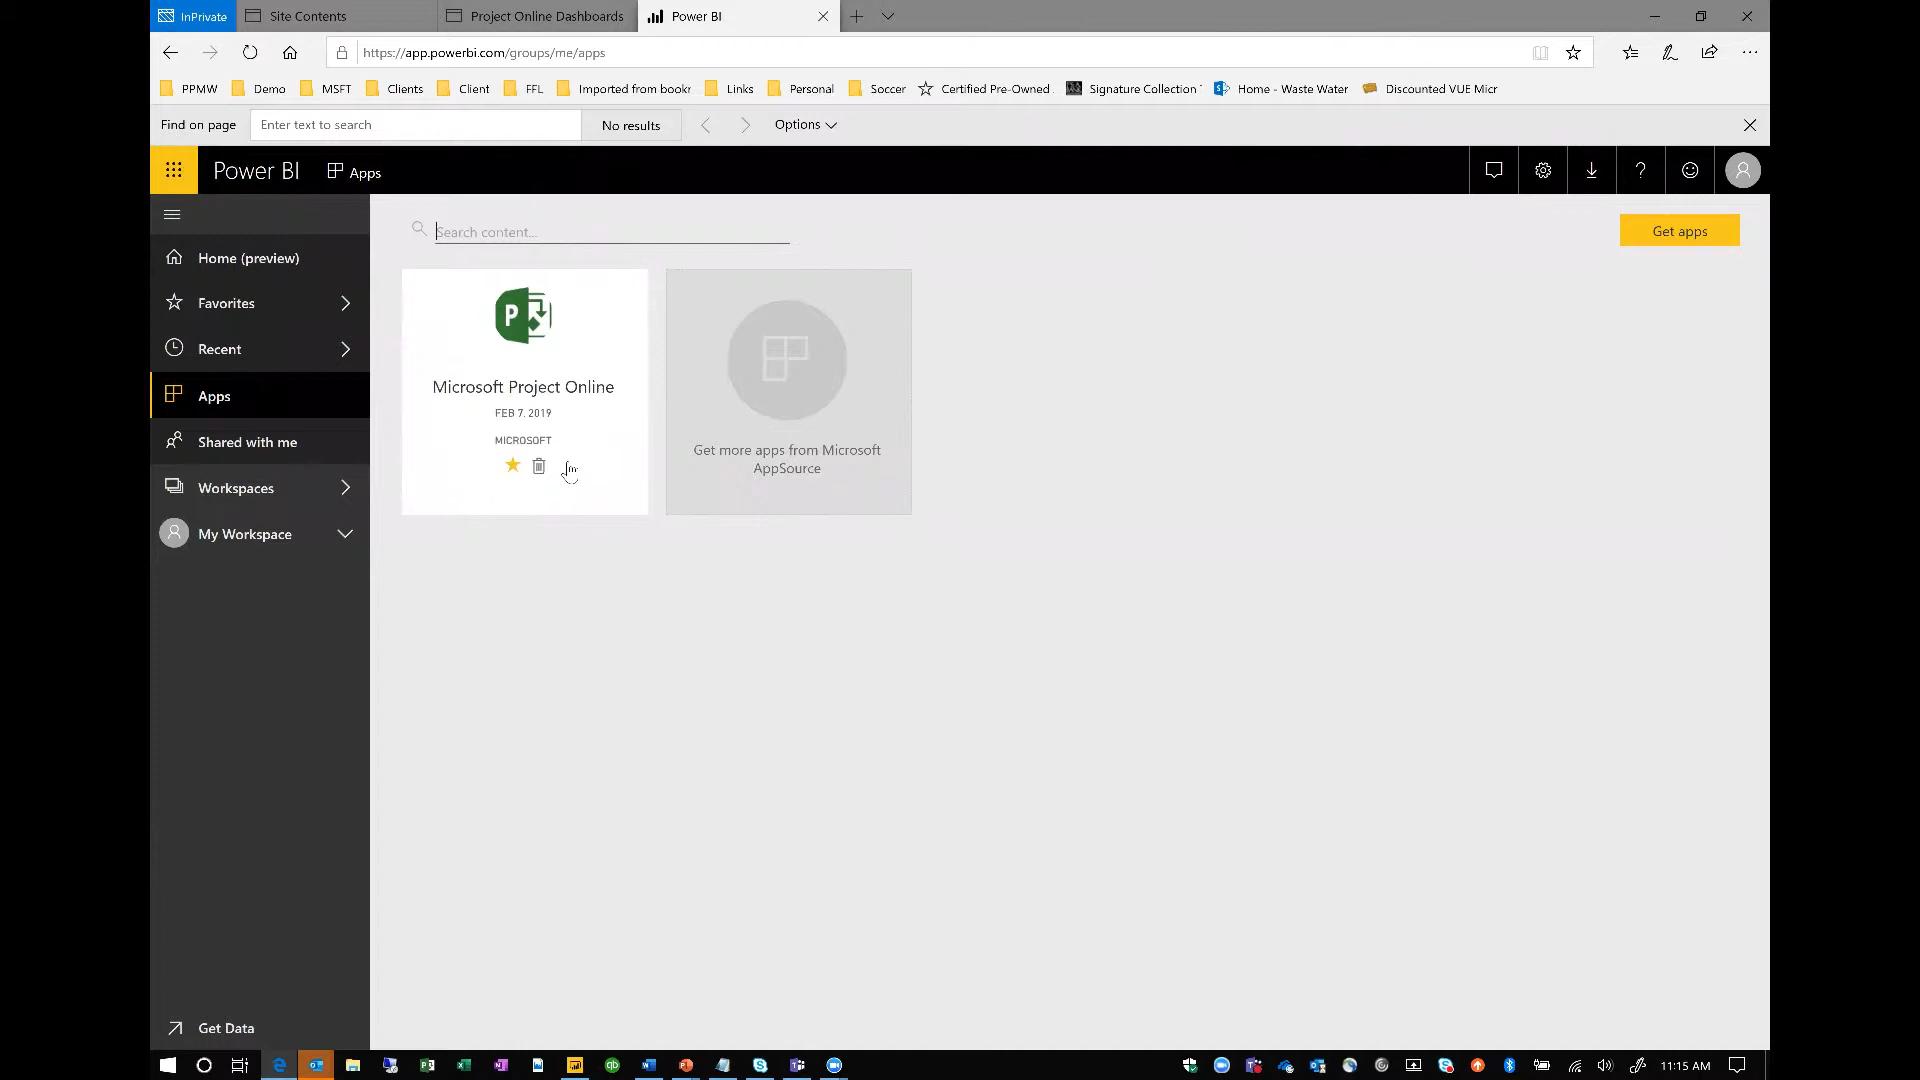 InPrivate
Site Contents
Project Online Dashboards
Power BI
https://app.powerbi.com/groups/me/apps
PPMW
Demo
MSFT
Clients
Client
FFL
Imported from bookr
Links
Personal
Soccer
Certified Pre-Owned
Signature Collection
Home - Waste Water
Discounted VUE Micr
Find on page
Enter text to search
No results
Options
Power BI
Apps
Search content...
Get apps
Home (preview)
Favorites
Recent
Apps
Shared with me
Workspaces
My Workspace
Get Data
P
Microsoft Project Online
FEB 7, 2019
MICROSOFT
Get more apps from Microsoft
AppSource
11:15 AM